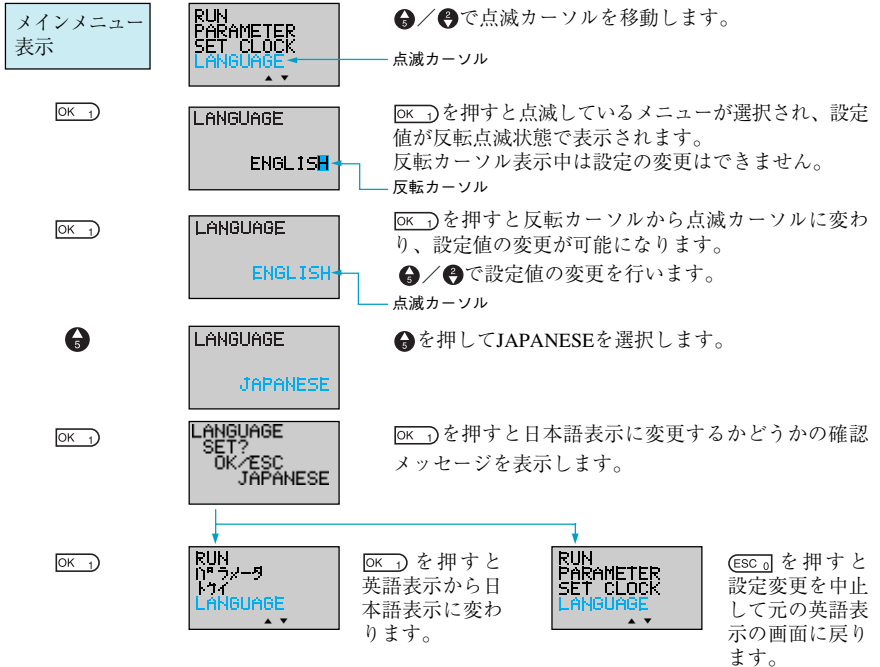 メインメニュー
表示
RUN
PARAMETER
SET CLOCK
LANGUAGE
▲ ▼
点滅カーソル
5／2で点滅カーソルを移動します。
OK 1
LANGUAGE
ENGLISH
反転カーソル
OK 1を押すと点滅しているメニューが選択され、設定
値が反転点滅状態で表示されます。
反転カーソル表示中は設定の変更はできません。
OK 1
LANGUAGE
ENGLISH
点滅カーソル
OK 1を押すと反転カーソルから点滅カーソルに変わ
り、設定値の変更が可能になります。
5／2で設定値の変更を行います。
5
LANGUAGE
JAPANESE
5を押してJAPANESEを選択します。
OK 1
LANGUAGE
SET?
OK/ESC
JAPANESE
OK 1を押すと日本語表示に変更するかどうかの確認
メッセージを表示します。
OK 1
RUN
パラメータ
トケイ
LANGUAGE
▲ ▼
OK 1を押すと
英語表示から日
本語表示に変わ
ります。
RUN
PARAMETER
SET CLOCK
LANGUAGE
▲ ▼
ESC 0を押すと
設定変更を中止
して元の英語表
示の画面に戻り
ます。